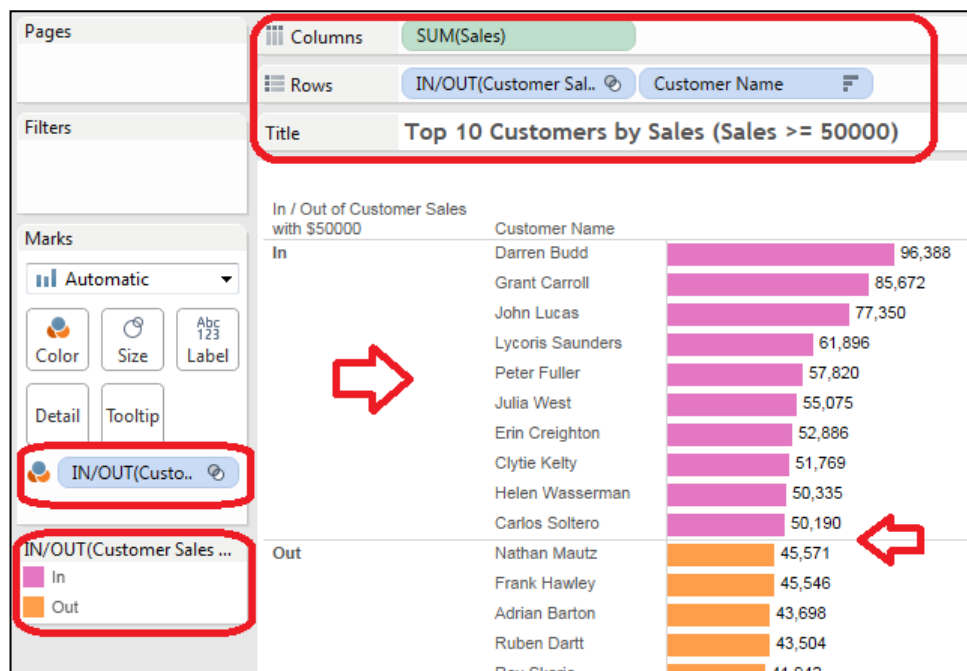 Pages
Columns SUM(Sales)
Rows IN/OUT(Customer Sal.. Customer Name
Filters
Title Top 10 Customers by Sales (Sales >= 50000)
In / Out of Customer Sales
with $50000 Customer Name
Marks
Automatic
Color Size Abc 123 Label
Detail Tooltip
IN/OUT(Custo..
IN/OUT(Customer Sales ...
In
Out
In Darren Budd 96,388
Grant Carroll 85,672
John Lucas 77,350
Lycoris Saunders 61,896
Peter Fuller 57,820
Julia West 55,075
Erin Creighton 52,886
Clytie Kelty 51,769
Helen Wasserman 50,335
Carlos Soltero 50,190
Out Nathan Mautz 45,571
Frank Hawley 45,546
Adrian Barton 43,698
Ruben Dartt 43,504